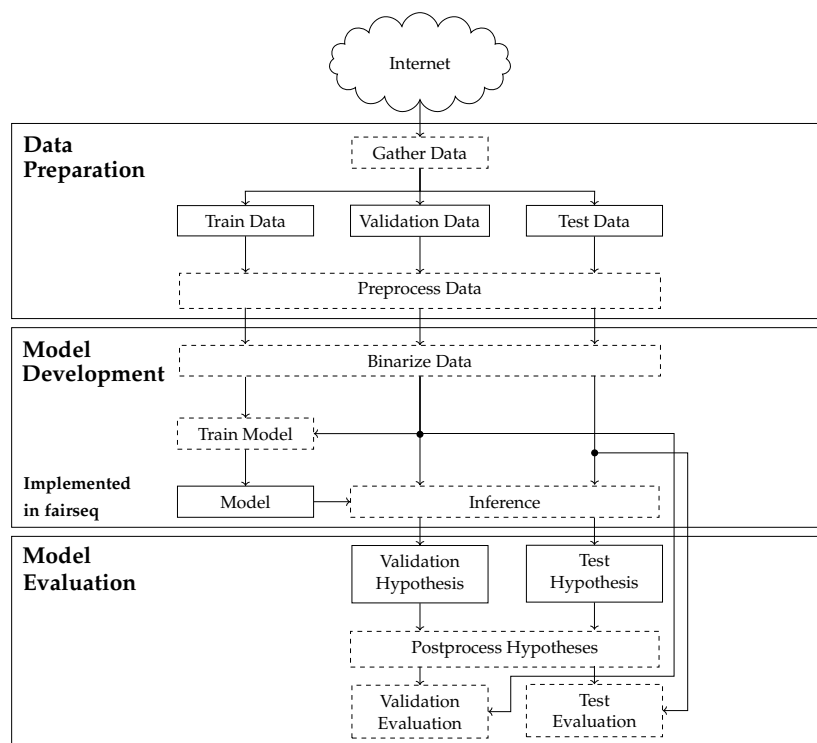 Internet
Data
Preparation
Gather Data
Train Data
Validation Data
Test Data
Preprocess Data
Model
Development
Binarize Data
Train Model
Implemented
in fairseq
Model
Inference
Model
Evaluation
Validation
Hypothesis
Test
Hypothesis
Postprocess Hypotheses
Validation
Evaluation
Test
Evaluation